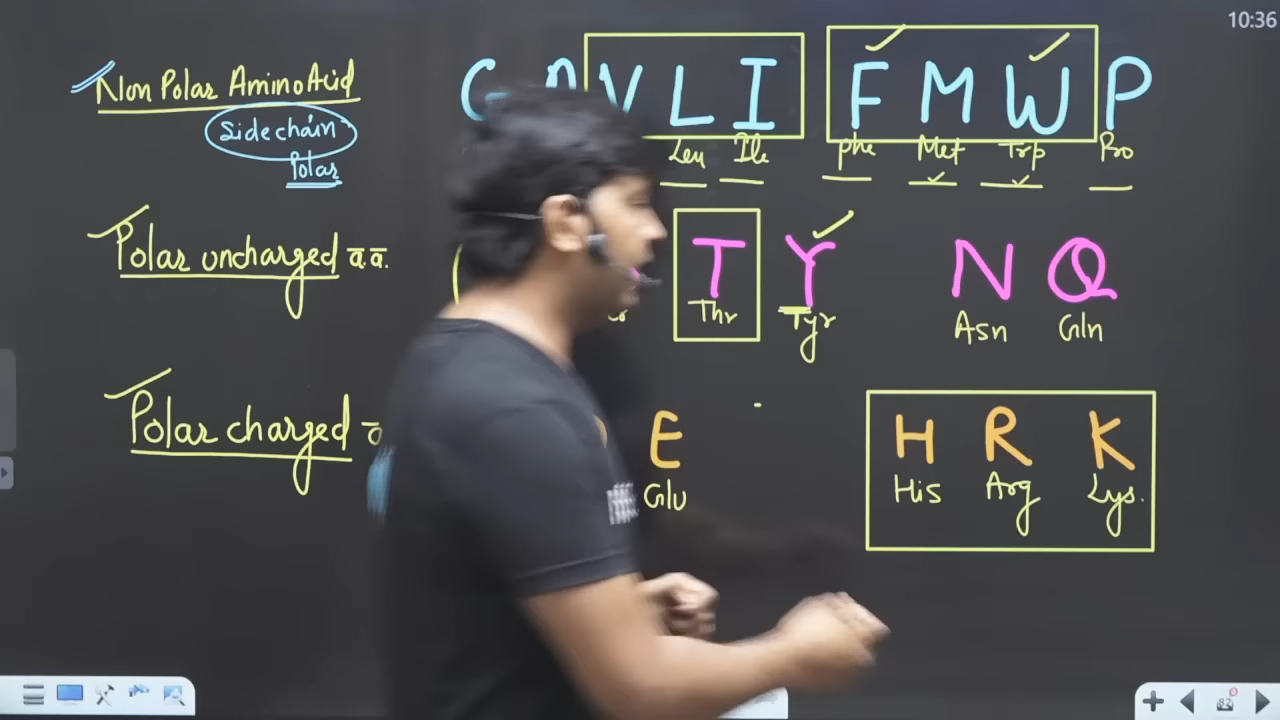 10:36
Non Polar Amino Acid
G V L I F M W P
Side chain
Leu Ile Phe Met Trp Pro
Polar
Polar uncharged a.a.
T Y N Q
Thr Tyr Asn Gln
Polar charged
E H R K
Glu His Arg Lys.
82